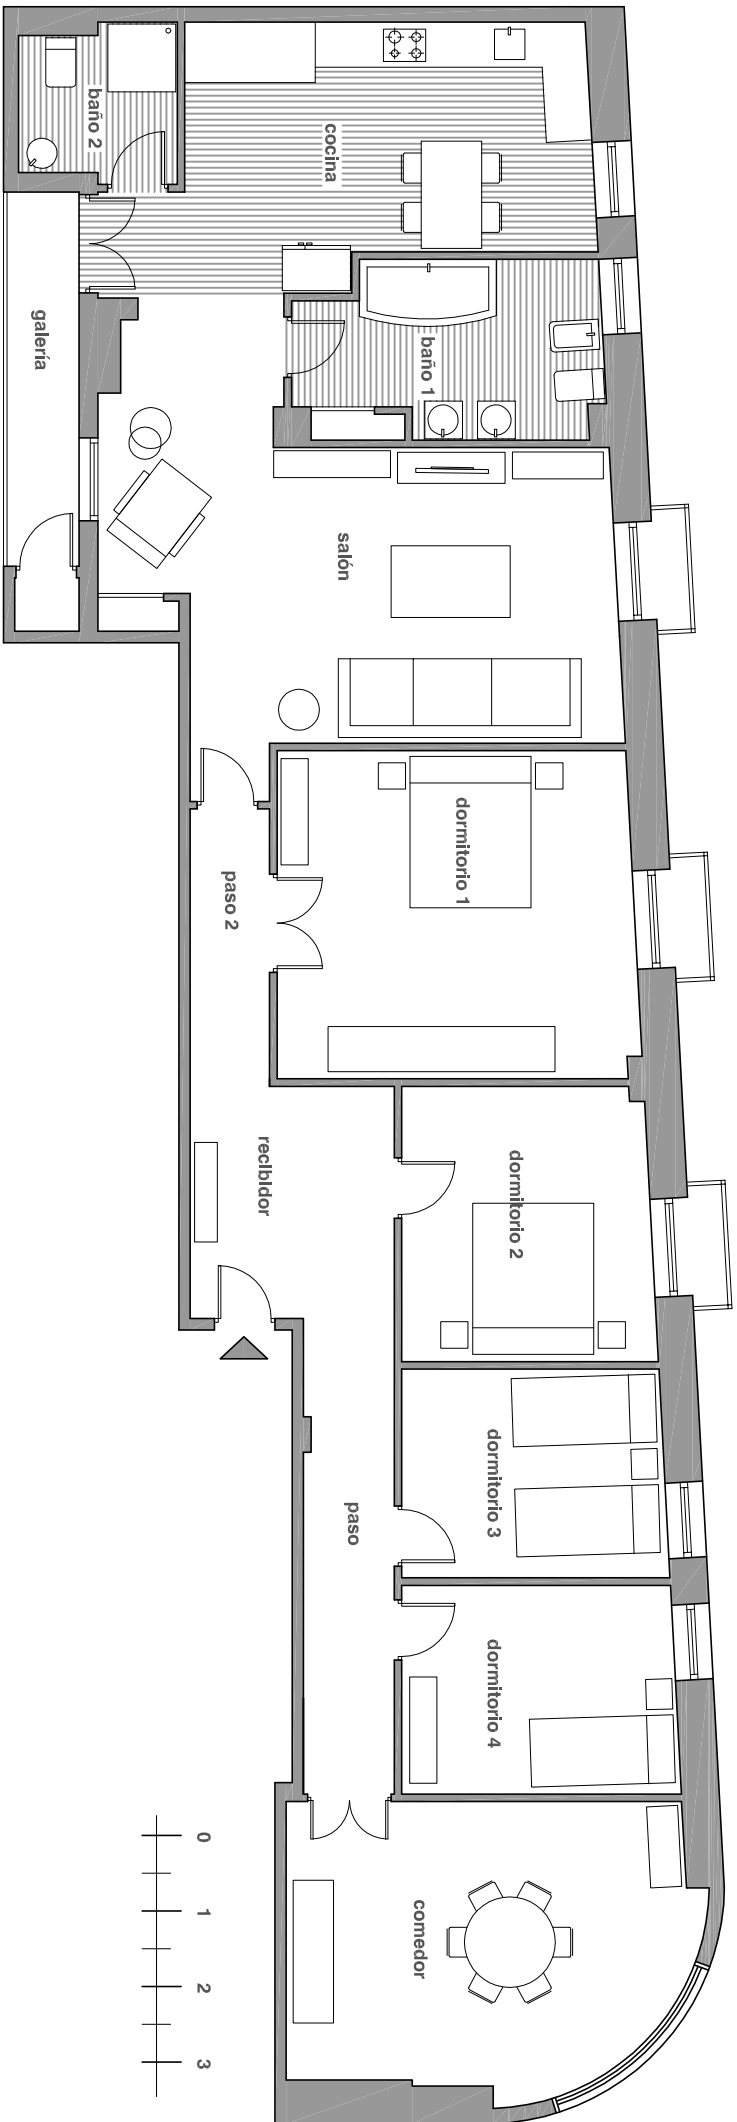 baño 2
cocina
galería
baño 1
salón
dormitorio 1
paso 2
recibidor
dormitorio 2
dormitorio 3
paso
dormitorio 4
comedor
0
1
2
3